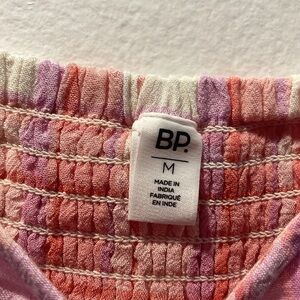 BP.
M
MADE IN
INDIA
FABRIQUÉ
EN INDE